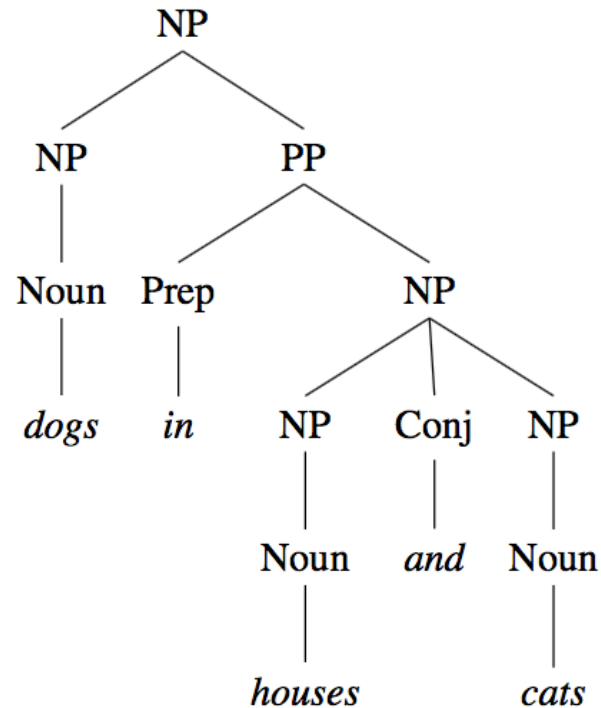 NP
NP PP
Noun Prep NP
dogs in NP Conj NP
Noun and Noun
houses cats